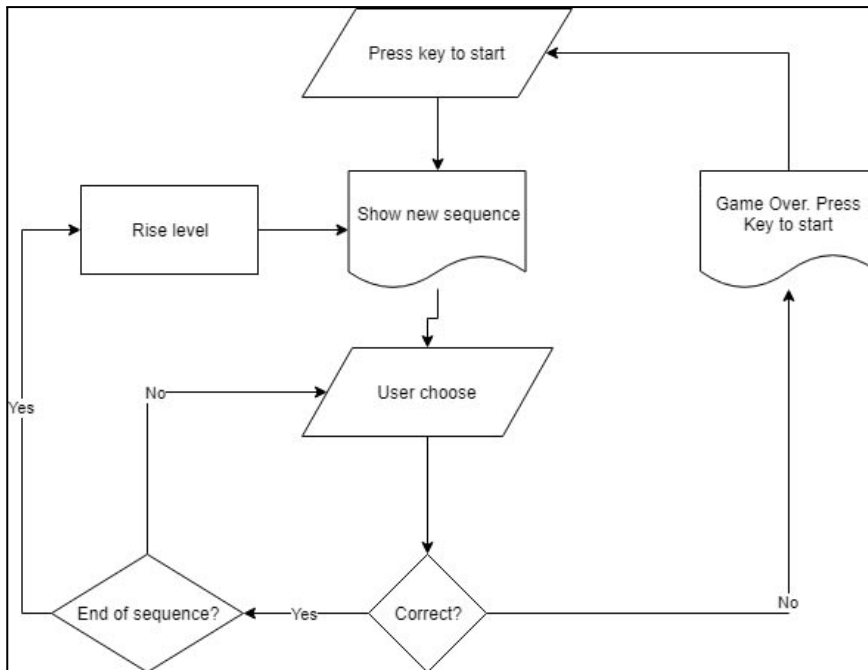 Press key to start
Show new sequence
Rise level
Game Over. Press
Key to start
User choose
No
Yes
End of sequence?
Yes
Correct?
No